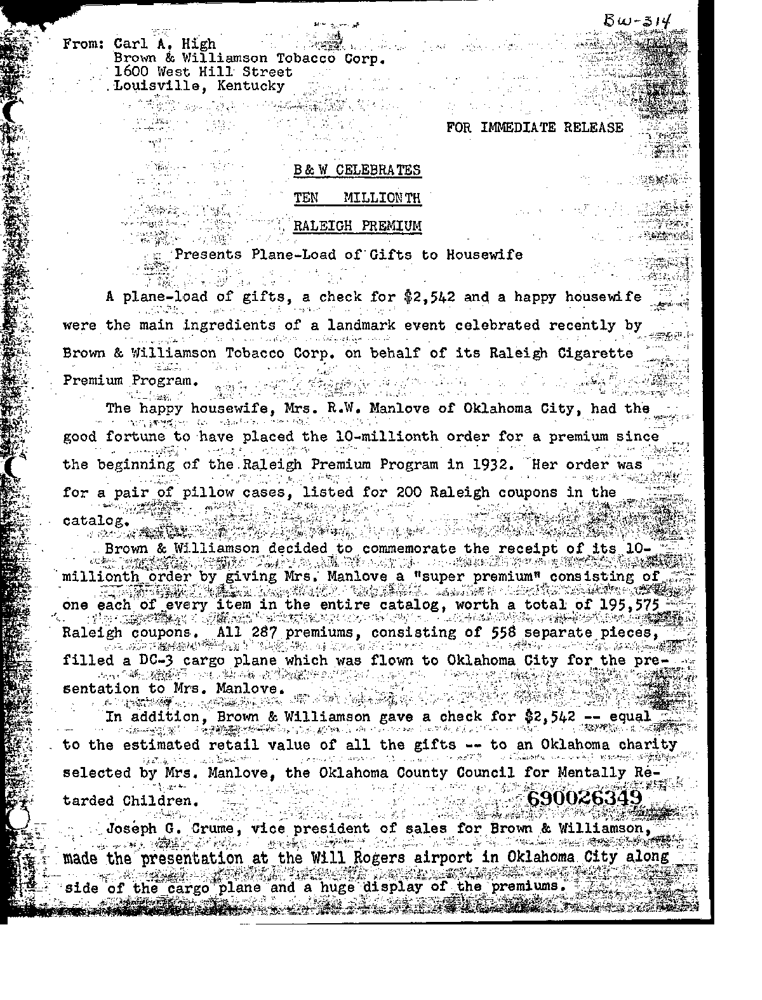 BW-314
From: Carl A. High
Brown & Williamson Tobacco Corp.
1600 West Hill Street
Louisville, Kentucky
FOR IMMEDIATE RELEASE
B & W CELEBRATES
TEN MILLIONTH
RALEIGH PREMIUM
Presents Plane-Load of Gifts to Housewife
A plane-load of gifts, a check for $2,542 and a happy housewife
were the main ingredients of a landmark event celebrated recently by
Brown & Williamson Tobacco Corp. on behalf of its Raleigh Cigarette
Premium Program.
The happy housewife, Mrs. R.W. Manlove of Oklahoma City, had the
good fortune to have placed the 10-millionth order for a premium since
the beginning of the Raleigh Premium Program in 1932. Her order was
for a pair of pillow cases, listed for 200 Raleigh coupons in the
catalog.
Brown & Williamson decided to commemorate the receipt of its 10-
millionth order by giving Mrs. Manlove a "super premium" consisting of
one each of every item in the entire catalog, worth a total of 195,575
Raleigh coupons. All 287 premiums, consisting of 558 separate pieces,
filled a DC-3 cargo plane which was flown to Oklahoma City for the pre-
sentation to Mrs. Manlove.
In addition, Brown & Williamson gave a check for $2,542 -- equal
to the estimated retail value of all the gifts -- to an Oklahoma charity
selected by Mrs. Manlove, the Oklahoma County Council for Mentally Re-
tarded Children.
690026349
Joseph G. Crume, vice president of sales for Brown & Williamson,
made the presentation at the Will Rogers airport in Oklahoma City along
side of the cargo plane and a huge display of the premiums.